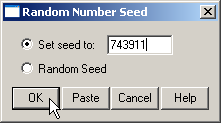 Random Number Seed
Set seed to: 743911
Random Seed
OK Paste Cancel Help